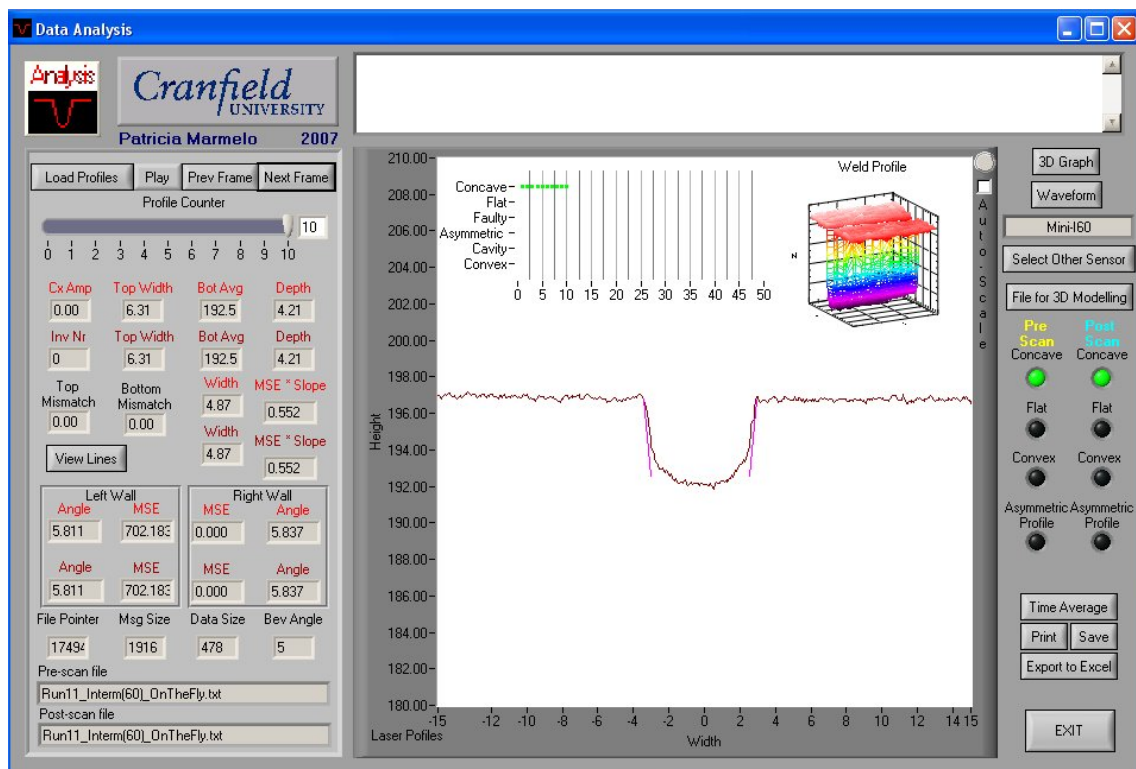 Data Analysis
Analysis
Cranfield
UNIVERSITY
Patricia Marmelo 2007
Load Profiles Play Prev Frame Next Frame
Profile Counter
10
0 1 2 3 4 5 6 7 8 9 10
Cx Amp Top Width Bot Avg Depth
0.00 6.31 192.5 4.21
Inv Nr Top Width Bot Avg Depth
0 6.31 192.5 4.21
Top Mismatch Bottom Mismatch Width MSE * Slope
0.00 0.00 4.87 0.552
Width MSE * Slope
4.87 0.552
View Lines
Left Wall Right Wall
Angle MSE MSE Angle
5.811 702.183 0.000 5.837
Angle MSE MSE Angle
5.811 702.183 0.000 5.837
File Pointer Msg Size Data Size Bev Angle
17494 1916 478 5
Pre-scan file
Run11_Interm(60)_OnTheFly.txt
Post-scan file
Run11_Interm(60)_OnTheFly.txt
210.00
208.00
206.00
204.00
202.00
200.00
198.00
196.00
194.00
192.00
190.00
188.00
186.00
184.00
182.00
180.00
Height
-15 -12 -10 -8 -6 -4 -2 0 2 4 6 8 10 12 14 15
Width
Laser Pofiles
Concave
Flat
Faulty
Asymmetric
Cavity
Convex
0 5 10 15 20 25 30 35 40 45 50
Weld Profile
Z
Auto-Scale
3D Graph
Waveform
Mini-I60
Select Other Sensor
File for 3D Modelling
Pre Scan Post Scan
Concave Concave
Flat Flat
Convex Convex
Asymmetric Profile Asymmetric Profile
Time Average
Print Save
Export to Excel
EXIT